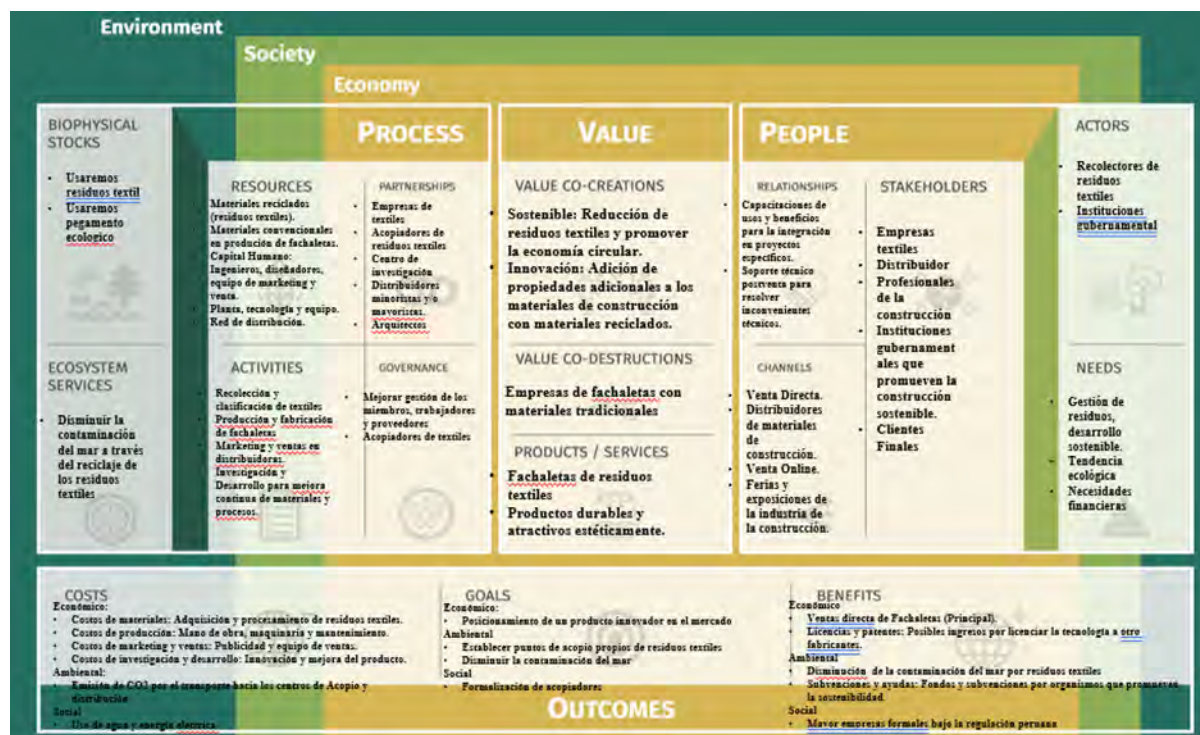 Environment
Society
Economy
BIOPHYSICAL
STOCKS
• Usaremos
residuos textil
• Usaremos
pegamento
ecologico
ECOSYSTEM
SERVICES
• Disminuir la
contaminación
del mar a través
del reciclaje de
los residuos
textiles
PROCESS
RESOURCES
• Materiales reciclados
(residuos textiles).
• Materiales convencionales
en produción de fachaletas.
• Capital Humano:
Ingenieros, diseñadores,
equipo de marketing y
venta.
• Planta, tecnología y equipo.
• Red de distribución.
PARTNERSHIPS
• Empresas de
textiles
• Acopiadores de
residuos textiles
• Centro de
investigación
• Distribuidores
minoristas y/o
mayoristas.
• Arquitectos
ACTIVITIES
• Recolección y
clasificación de textiles
• Producción y fabricación
de fachaletas
• Marketing y ventas en
distribuidoras.
• Investigación y
Desarrollo para mejora
continua de materiales y
procesos.
GOVERNANCE
• Mejorar gestión de los
miembros, trabajadores
y proveedores
• Acopiadores de textiles
VALUE
VALUE CO-CREATIONS
• Sostenible: Reducción de
residuos textiles y promover
la economía circular.
• Innovación: Adición de
propiedades adicionales a los
materiales de construcción
con materiales reciclados.
VALUE CO-DESTRUCTIONS
Empresas de fachaletas con
materiales tradicionales
PRODUCTS / SERVICES
• Fachaletas de residuos
textiles
• Productos durables y
atractivos estéticamente.
PEOPLE
RELATIONSHIPS
• Capacitaciones de
usos y beneficios
para la integración
en proyectos
específicos.
• Soporte técnico
postventa para
resolver
inconvenientes
técnicos.
STAKEHOLDERS
• Empresas
textiles
• Distribuidor
• Profesionales
de la
construcción
• Instituciones
gubernament
ales que
promueven la
construcción
sostenible.
• Clientes
Finales
CHANNELS
• Venta Directa.
• Distribuidores
de materiales
de
construcción.
• Venta Online.
• Ferias y
exposiciones de
la industria de
la construcción.
ACTORS
• Recolectores de
residuos
textiles
• Instituciones
gubernamental
NEEDS
• Gestión de
residuos,
desarrollo
sostenible.
• Tendencia
ecológica
• Necesidades
financieras
COSTS
Económico:
• Costos de materiales: Adquisición y procesamiento de residuos textiles.
• Costos de producción: Mano de obra, maquinaria y mantenimiento.
• Costos de marketing y ventas: Publicidad y equipo de ventas.
• Costos de investigación y desarrollo: Innovación y mejora del producto.
Ambiental:
• Emisión de CO2 por el transporte hacia los centros de Acopio y
distribución
Social
• Uso de agua y energía electrica
GOALS
Económico:
• Posicionamiento de un producto innovador en el mercado
Ambiental
• Establecer puntos de acopio propios de residuos textiles
• Disminuir la contaminación del mar
Social
• Formalización de acopiadores
BENEFITS
Económico
• Ventas directa de Fachaletas (Principal).
• Licencias y patentes: Posibles ingresos por licenciar la tecnología a otro
fabricantes.
Ambiental
• Disminución de la contaminación del mar por residuos textiles
• Subvenciones y ayudas: Fondos y subvenciones por organismos que promueven
la sostenibilidad
Social
• Mayor empresas formales bajo la regulación peruana
OUTCOMES